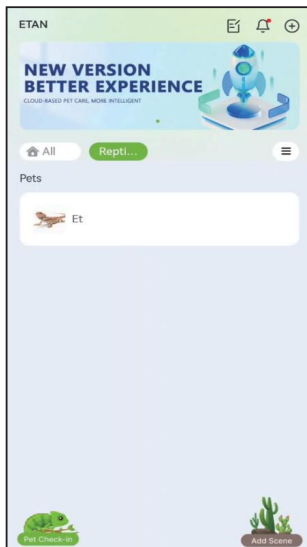 ETAN
NEW VERSION
BETTER EXPERIENCE
CLOUD-BASED PET CARE, MORE INTELLIGENT
All
Repti...
Pets
Et
Pet Check-in
Add Scene